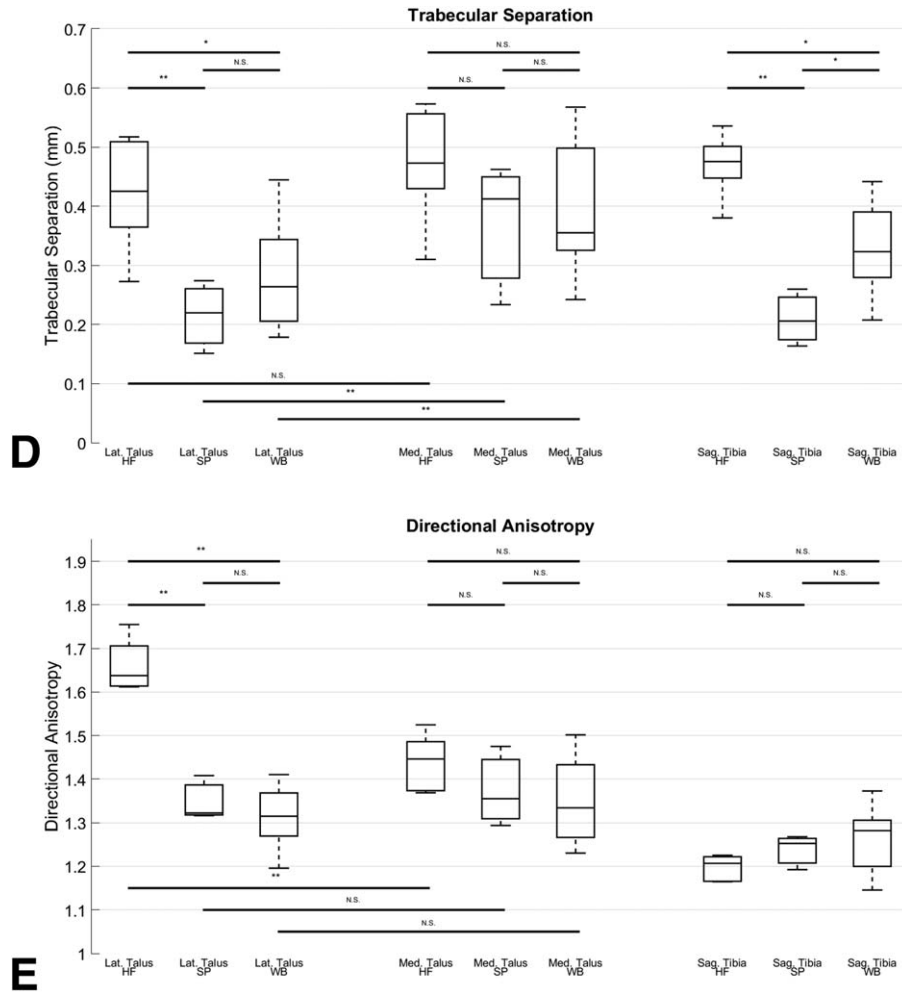 Trabecular Separation
0.7
* N.S. *
N.S. N.S. *
** N.S. **
0.6
0.5
0.4
0.3
0.2
0.1
0
Trabecular Separation (mm)
N.S.
**
**
D
Lat. Talus Lat. Talus Lat. Talus Med. Talus Med. Talus Med. Talus Sag. Tibia Sag. Tibia Sag. Tibia
HF SP WB HF SP WB HF SP WB
Directional Anisotropy
** N.S. N.S.
1.9
N.S. N.S. N.S.
** N.S. N.S.
1.8
1.7
1.6
1.5
1.4
1.3
1.2
1.1
1
Directional Anisotropy
**
N.S.
N.S.
E
Lat. Talus Lat. Talus Lat. Talus Med. Talus Med. Talus Med. Talus Sag. Tibia Sag. Tibia Sag. Tibia
HF SP WB HF SP WB HF SP WB